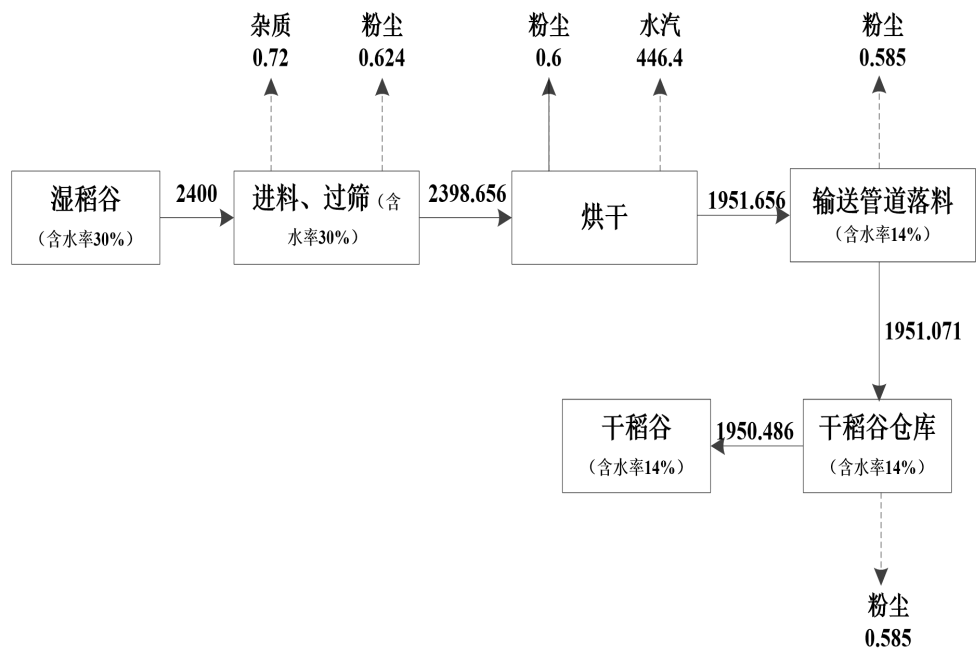 杂质
0.72
粉尘
0.624
粉尘
0.6
水汽
446.4
粉尘
0.585
湿稻谷
（含水率30%）
2400
进料、过筛（含
水率30%）
2398.656
烘干
1951.656
输送管道落料
（含水率14%）
1951.071
干稻谷
（含水率14%）
1950.486
干稻谷仓库
（含水率14%）
粉尘
0.585